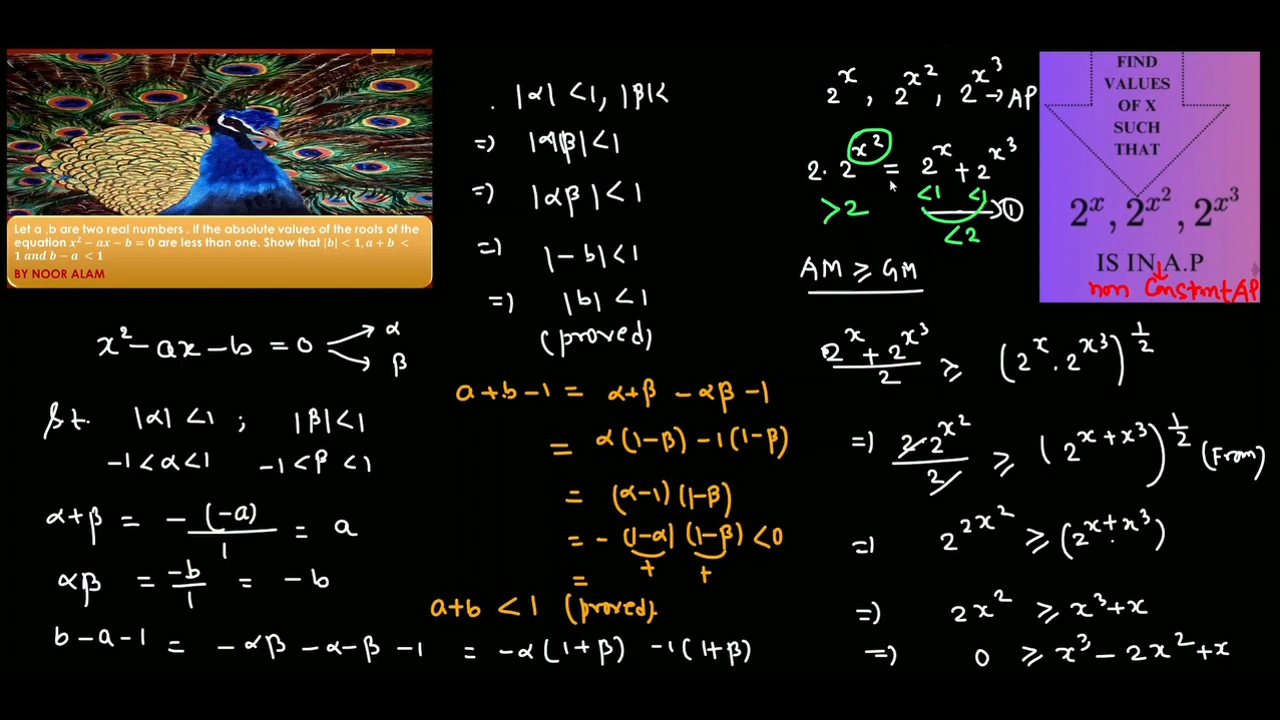 Let a ,b are two real numbers . If the absolute values of the roots of the
equation x² − ax − b = 0 are less than one. Show that |b| < 1, a + b <
1 and b − a < 1
BY NOOR ALAM
x² − ax − b = 0 α
β
s.t. |α| < 1 ; |β| < 1
-1 < α < 1 -1 < β < 1
α+β = − (-a)/1 = a
αβ = -b/1 = -b
b-a-1 = -αβ - α - β - 1 = -α(1+β) -1(1+β)
. |α| < 1, |β|<
=) |α||β| < 1
=) |αβ| < 1
=) |-b| < 1
=) |b| < 1
(proved)
a+b-1 = α+β - αβ - 1
= α(1-β) -1(1-β)
= (α-1)(1-β)
= - (1-α) (1-β) < 0
+ +
=
a+b < 1 (proved).
2^x , 2^x² , 2^x³ → AP
2. 2^x² = 2^x + 2^x³
>2 <1 <1 → ①
<2
AM ≥ GM
(2^x + 2^x³)/2 ≥ (2^x . 2^x³)^1/2
=) (2. 2^x²)/2 ≥ (2^x+x³)^1/2 (From)
=) 2^2x² ≥ (2^x+x³)
=) 2x² ≥ x³+x
=) 0 ≥ x³ - 2x² + x
FIND
VALUES
OF X
SUCH
THAT
2^x , 2^x² , 2^x³
IS IN A.P
non Constant AP